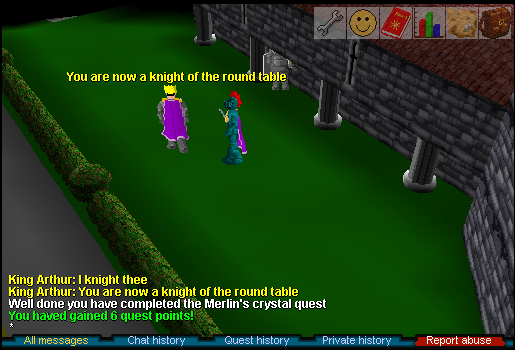 You are now a knight of the round table
King Arthur: I knight thee
King Arthur: You are now a knight of the round table
Well done you have completed the Merlin's crystal quest
You haved gained 6 quest points!
*
All messages
Chat history
Quest history
Private history
Report abuse